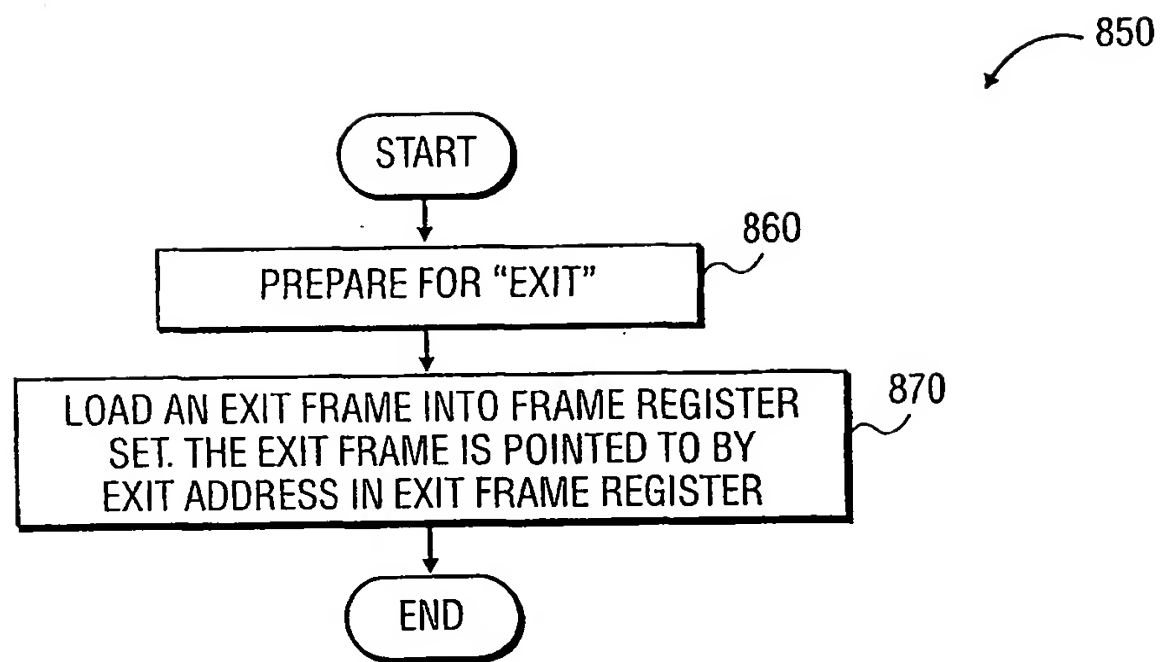 850
START
860
PREPARE FOR “EXIT”
870
LOAD AN EXIT FRAME INTO FRAME REGISTER
SET. THE EXIT FRAME IS POINTED TO BY
EXIT ADDRESS IN EXIT FRAME REGISTER
END